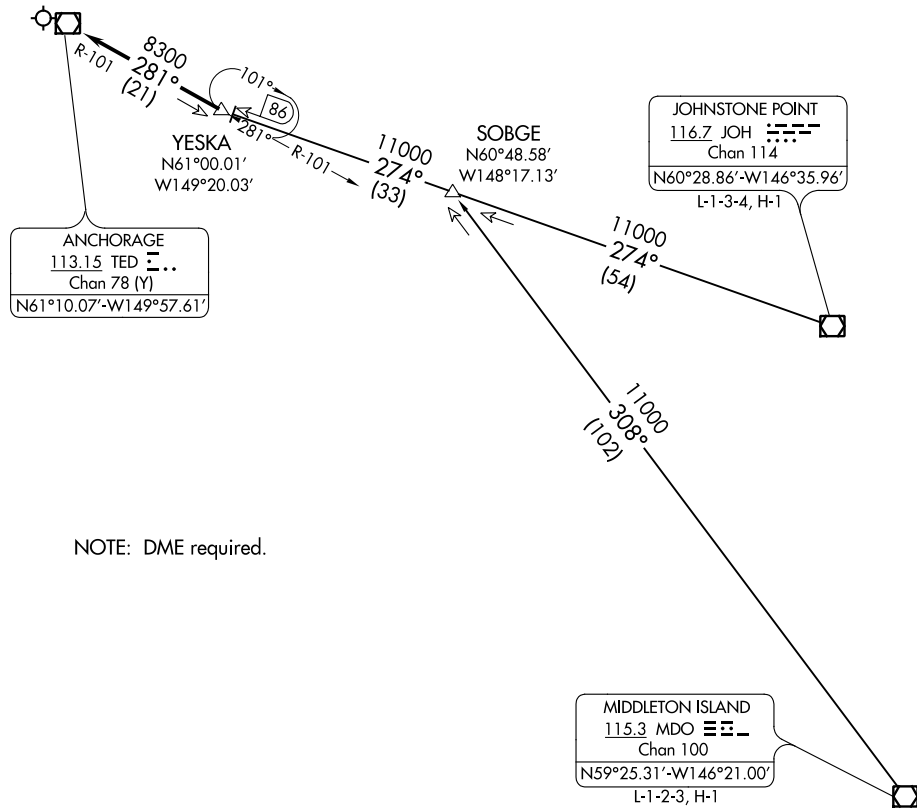 R-101
8300
281°
(21)
101°
86
281°
R-101
YESKA
N61°00.01'
W149°20.03'
11000
274°
(33)
SOBGE
N60°48.58'
W148°17.13'
JOHNSTONE POINT
116.7 JOH
Chan 114
N60°28.86'-W146°35.96'
L-1-3-4, H-1
11000
274°
(54)
ANCHORAGE
113.15 TED
Chan 78 (Y)
N61°10.07'-W149°57.61'
11000
308°
(102)
NOTE: DME required.
MIDDLETON ISLAND
115.3 MDO
Chan 100
N59°25.31'-W146°21.00'
L-1-2-3, H-1